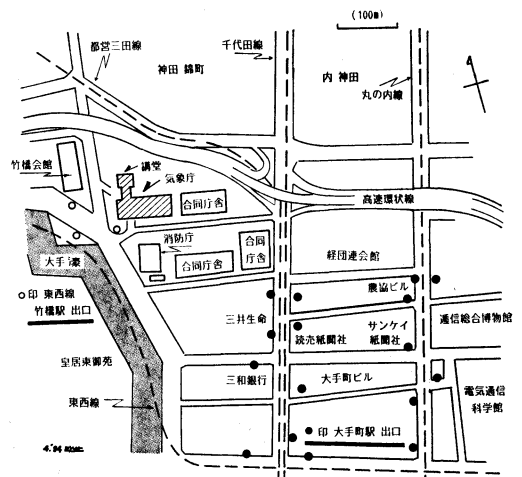 (100m)
都営三田線
千代田線
神田 錦町
内 神田
丸の内線
竹橋会館
講堂
気象庁
合同庁舎
高速環状線
消防庁
合同
庁舎
合同庁舎
経団連会館
大手濠
農協ビル
○印 東西線
竹橋駅 出口
三井生命
読売紙聞社
サンケイ
紙聞社
逓信総合博物館
皇居東御苑
三和銀行
大手町ビル
電気通信
科学館
東西線
●印 大手町駅 出口